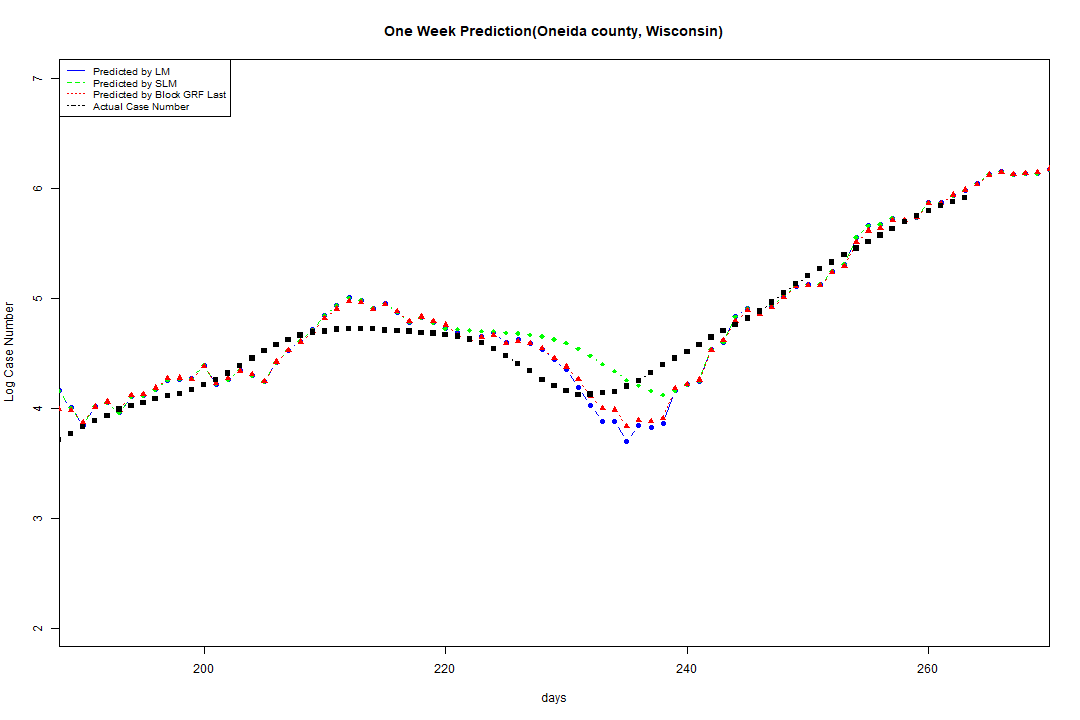 One Week Prediction(Oneida county, Wisconsin)
Predicted by LM
Predicted by SLM
Predicted by Block GRF Last
Actual Case Number
7
6
5
4
3
2
Log Case Number
200
220
240
260
days